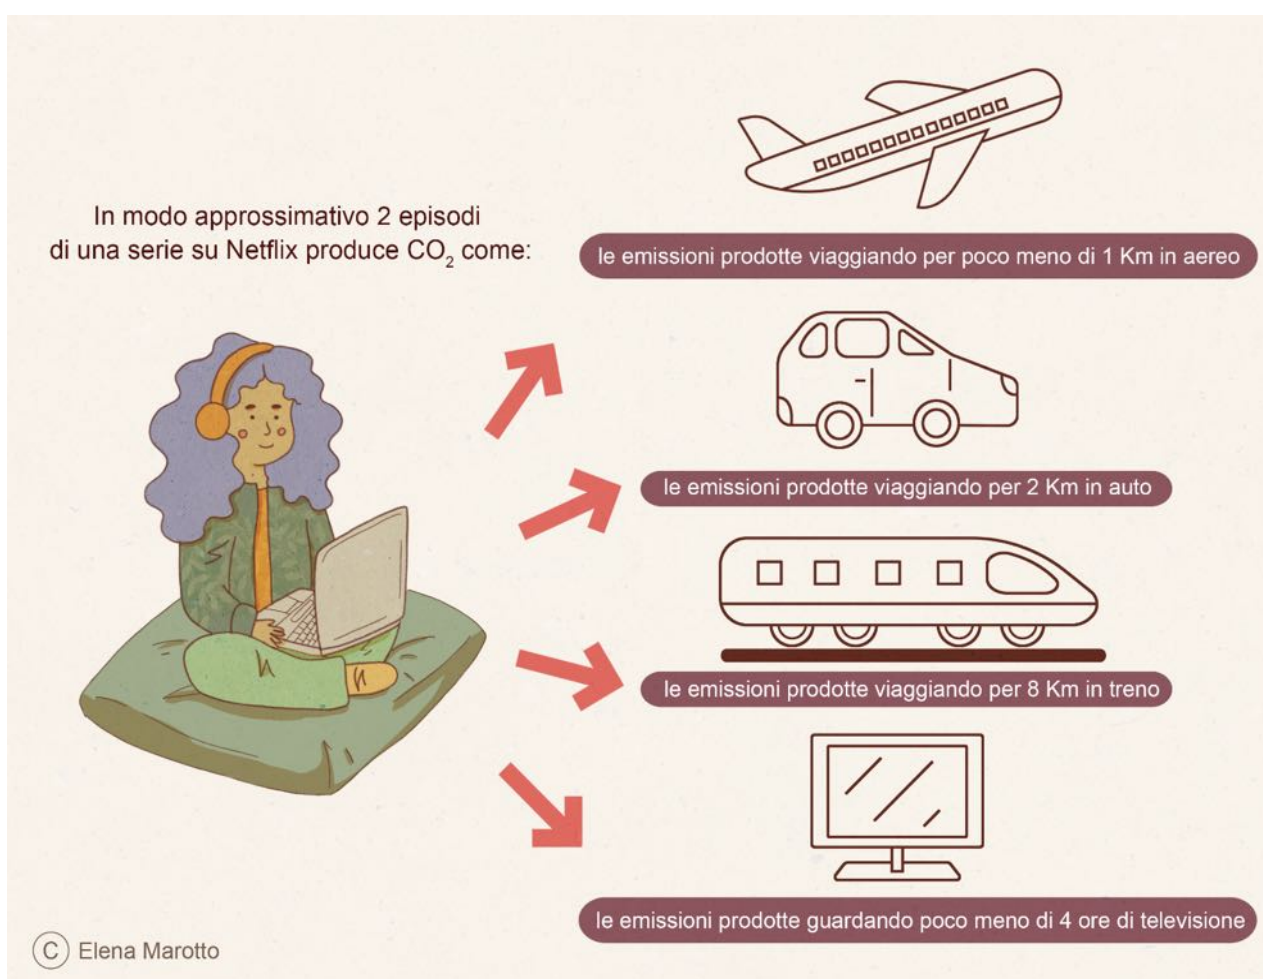 In modo approssimativo 2 episodi
di una serie su Netflix produce CO₂ come:
le emissioni prodotte viaggiando per poco meno di 1 Km in aereo
le emissioni prodotte viaggiando per 2 Km in auto
le emissioni prodotte viaggiando per 8 Km in treno
le emissioni prodotte guardando poco meno di 4 ore di televisione
© Elena Marotto